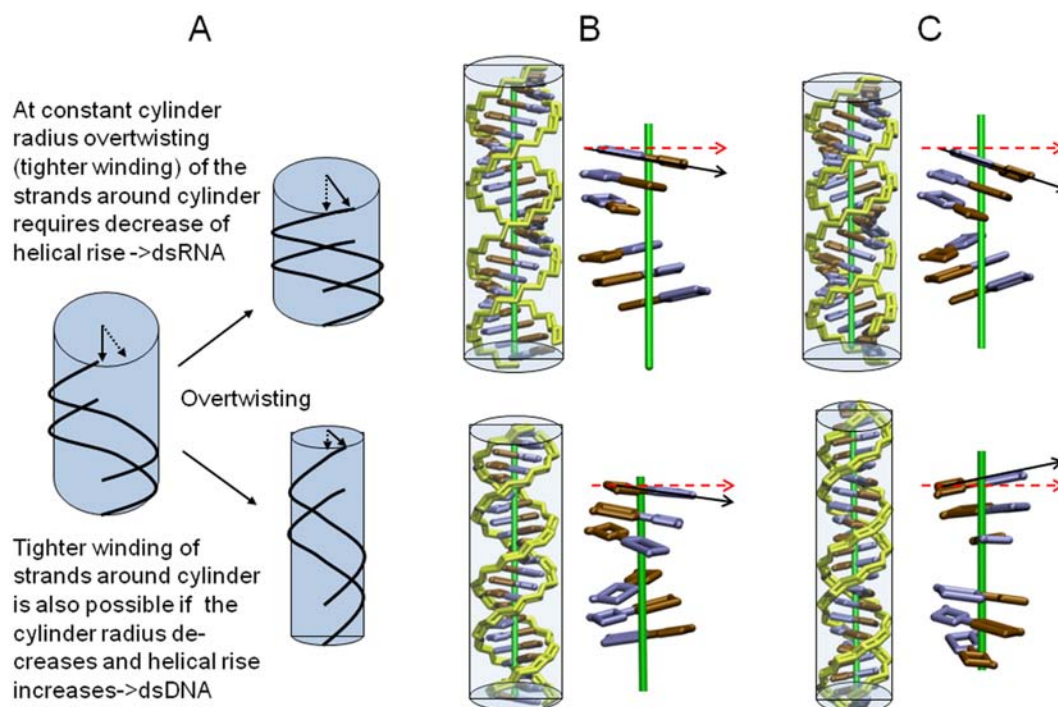 A
B
C
At constant cylinder
radius overtwisting
(tighter winding) of the
strands around cylinder
requires decrease of
helical rise ->dsRNA
Overtwisting
Tighter winding of
strands around cylinder
is also possible if  the
cylinder radius de-
creases and helical rise
increases->dsDNA